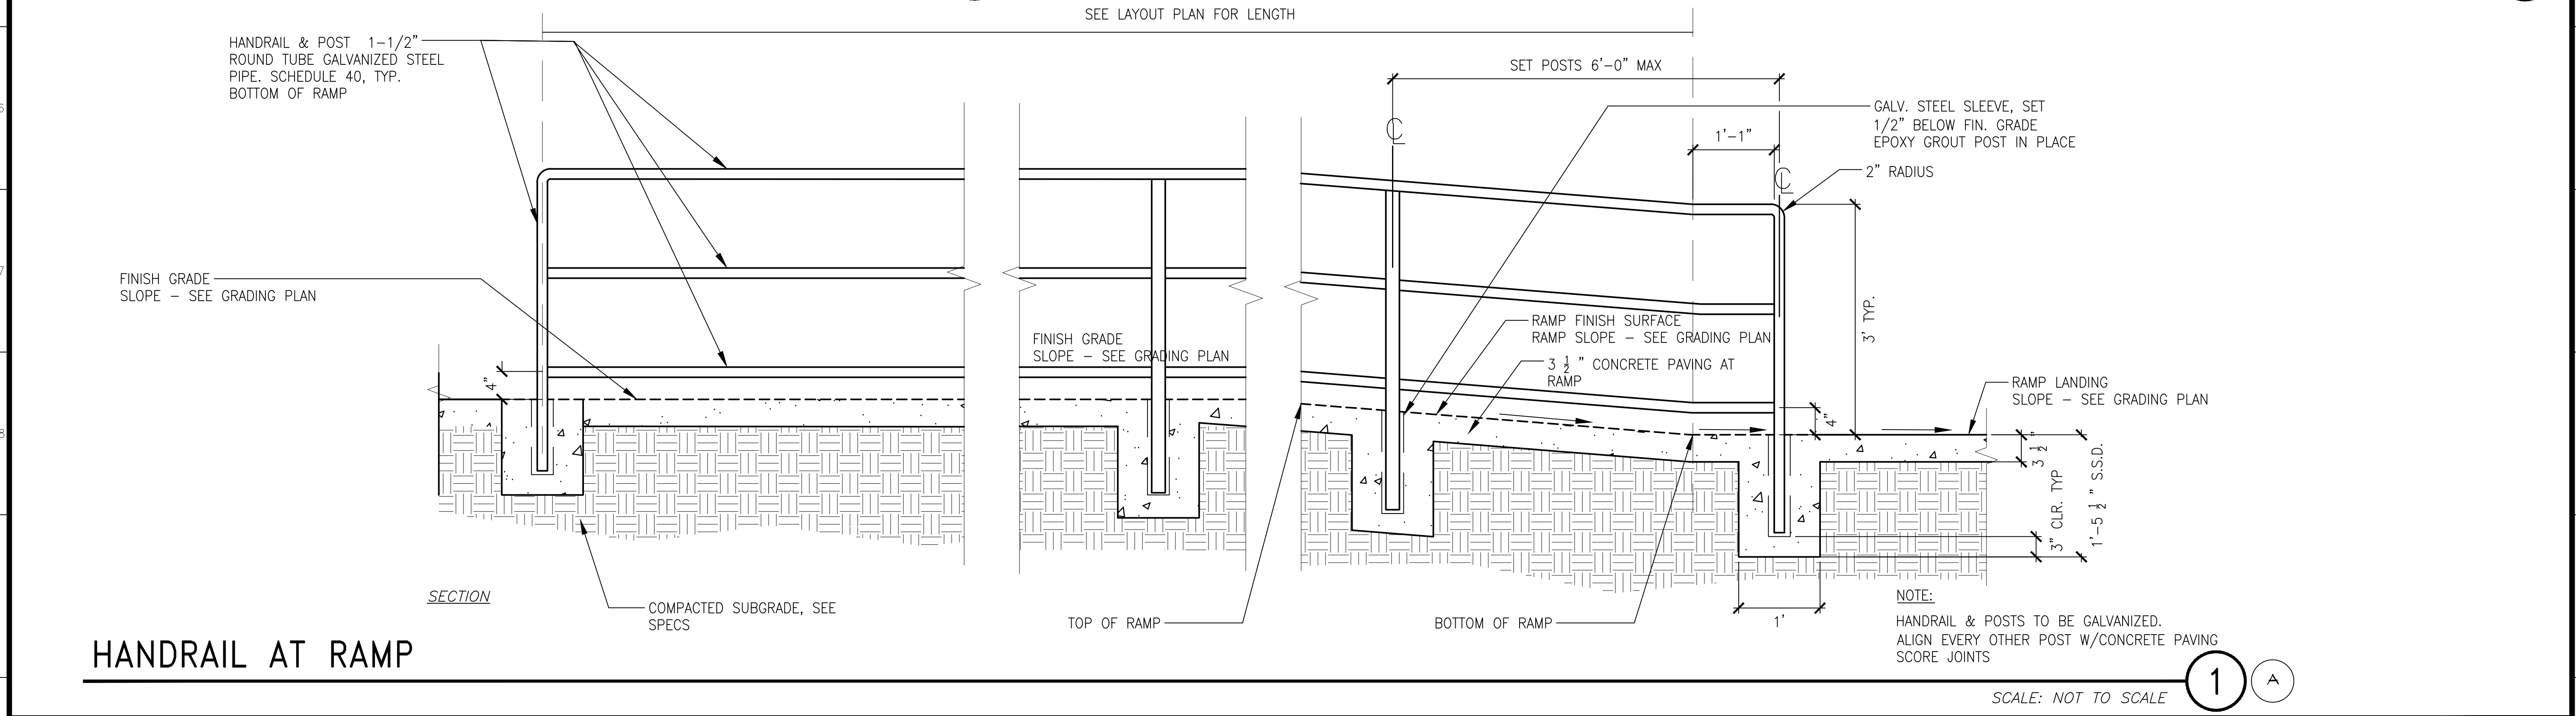 SEE LAYOUT PLAN FOR LENGTH
HANDRAIL & POST 1-1/2"
ROUND TUBE GALVANIZED STEEL
PIPE. SCHEDULE 40, TYP.
BOTTOM OF RAMP
SET POSTS 6'-0" MAX
GALV. STEEL SLEEVE, SET
1/2" BELOW FIN. GRADE
EPOXY GROUT POST IN PLACE
6
CL
1'-1"
2" RADIUS
CL
7
FINISH GRADE
SLOPE - SEE GRADING PLAN
3' TYP.
RAMP FINISH SURFACE
RAMP SLOPE - SEE GRADING PLAN
FINISH GRADE
SLOPE - SEE GRADING PLAN
3 1/2" CONCRETE PAVING AT
RAMP
4"
RAMP LANDING
SLOPE - SEE GRADING PLAN
4"
8
3 1/2"
3" CLR. TYP
1'-5 1/2" S.S.D.
SECTION
COMPACTED SUBGRADE, SEE
SPECS
TOP OF RAMP
BOTTOM OF RAMP
1'
NOTE:
HANDRAIL & POSTS TO BE GALVANIZED.
ALIGN EVERY OTHER POST W/CONCRETE PAVING
SCORE JOINTS
HANDRAIL AT RAMP
1
A
SCALE: NOT TO SCALE